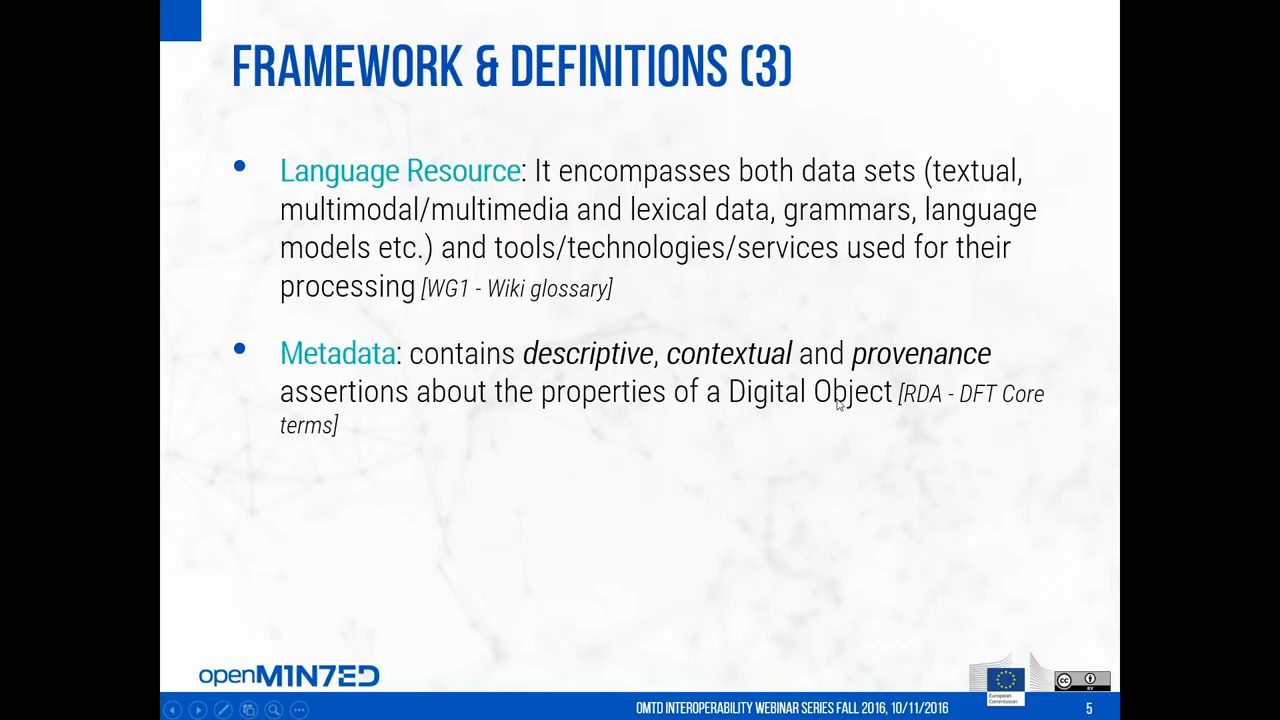 FRAMEWORK & DEFINITIONS (3)
Language Resource: It encompasses both data sets (textual,
multimodal/multimedia and lexical data, grammars, language
models etc.) and tools/technologies/services used for their
processing [WG1 - Wiki glossary]
Metadata: contains descriptive, contextual and provenance
assertions about the properties of a Digital Object [RDA - DFT Core
terms]
openM1N7ED
European
Commission
cc
BY
OMTD INTEROPERABILITY WEBINAR SERIES FALL 2016, 10/11/2016
5